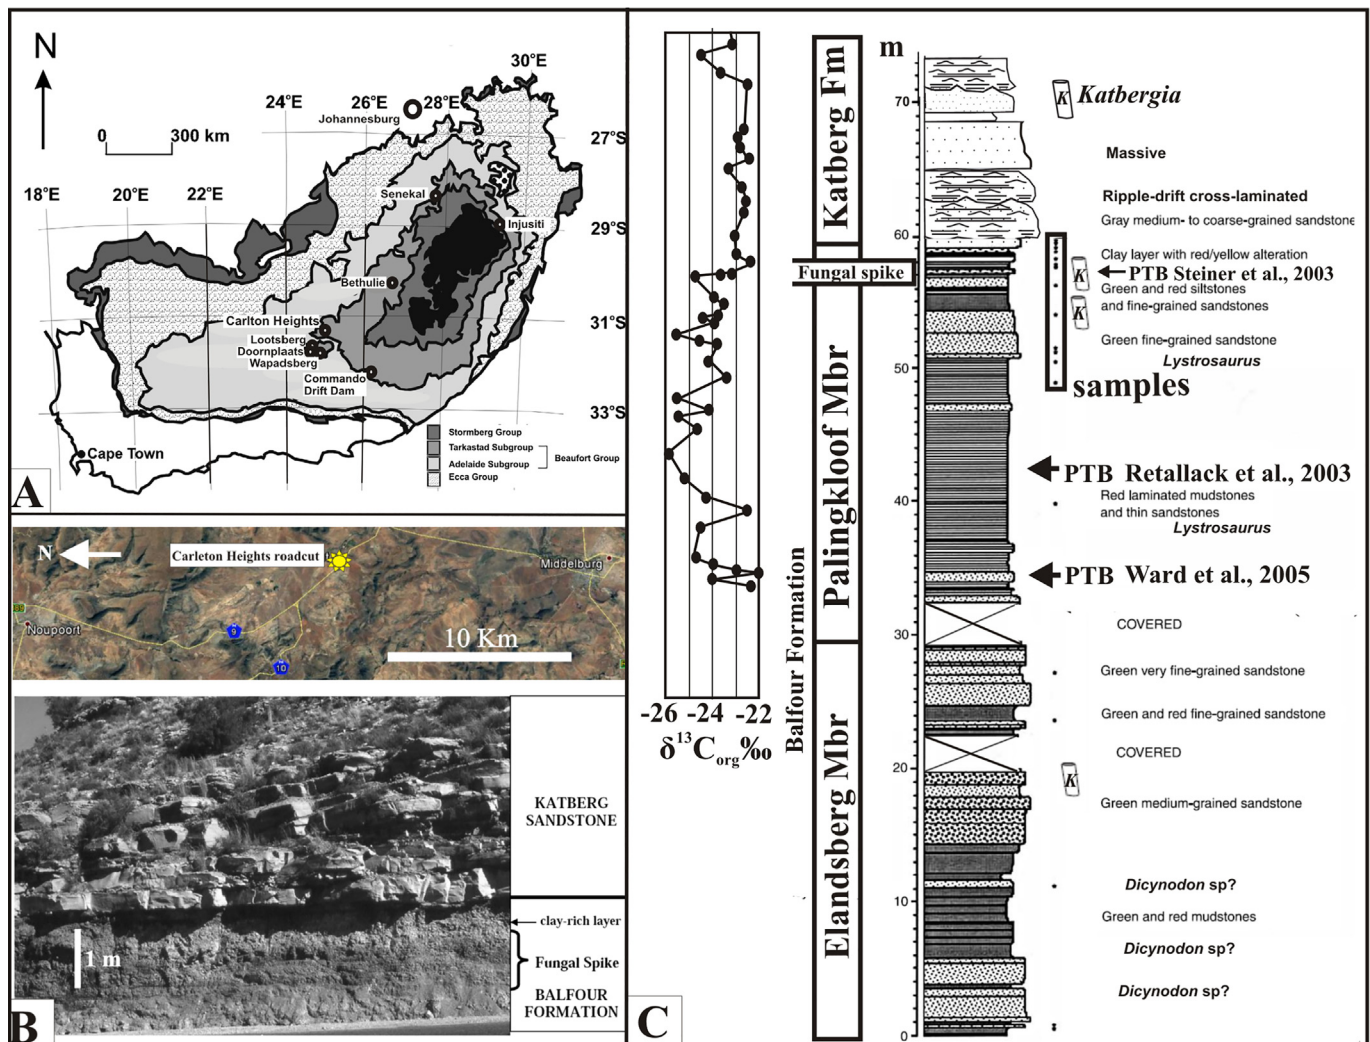 N
30°E
24°E
26°E
28°E
Johannesburg
0 300 km
27°S
18°E
20°E
22°E
Senekal
Injusiti
29°S
Bethulie
Carlton Heights
31°S
Lootsberg
Doornplaats
Wapadsberg
Commando
Drift Dam
33°S
Cape Town
Stormberg Group
Tarkastad Subgroup
Adelaide Subgroup
Beaufort Group
Ecca Group
A
N
Carleton Heights roadcut
Middelburg
Noupoort
9
10
10 Km
KATBERG
SANDSTONE
clay-rich layer
1 m
Fungal Spike
BALFOUR
FORMATION
B
-26 -24 -22
δ13Corg‰
Balfour Formation
Katberg Fm
Fungal spike
Palingkloof Mbr
Elandsberg Mbr
m
70
60
50
40
30
20
10
0
K Katbergia
Massive
Ripple-drift cross-laminated
Gray medium- to coarse-grained sandstone
Clay layer with red/yellow alteration
K PTB Steiner et al., 2003
Green and red siltstones
K and fine-grained sandstones
Green fine-grained sandstone
Lystrosaurus
samples
PTB Retallack et al., 2003
Red laminated mudstones
and thin sandstones
Lystrosaurus
PTB Ward et al., 2005
COVERED
Green very fine-grained sandstone
Green and red fine-grained sandstone
COVERED
K
Green medium-grained sandstone
Dicynodon sp?
Green and red mudstones
Dicynodon sp?
Dicynodon sp?
C